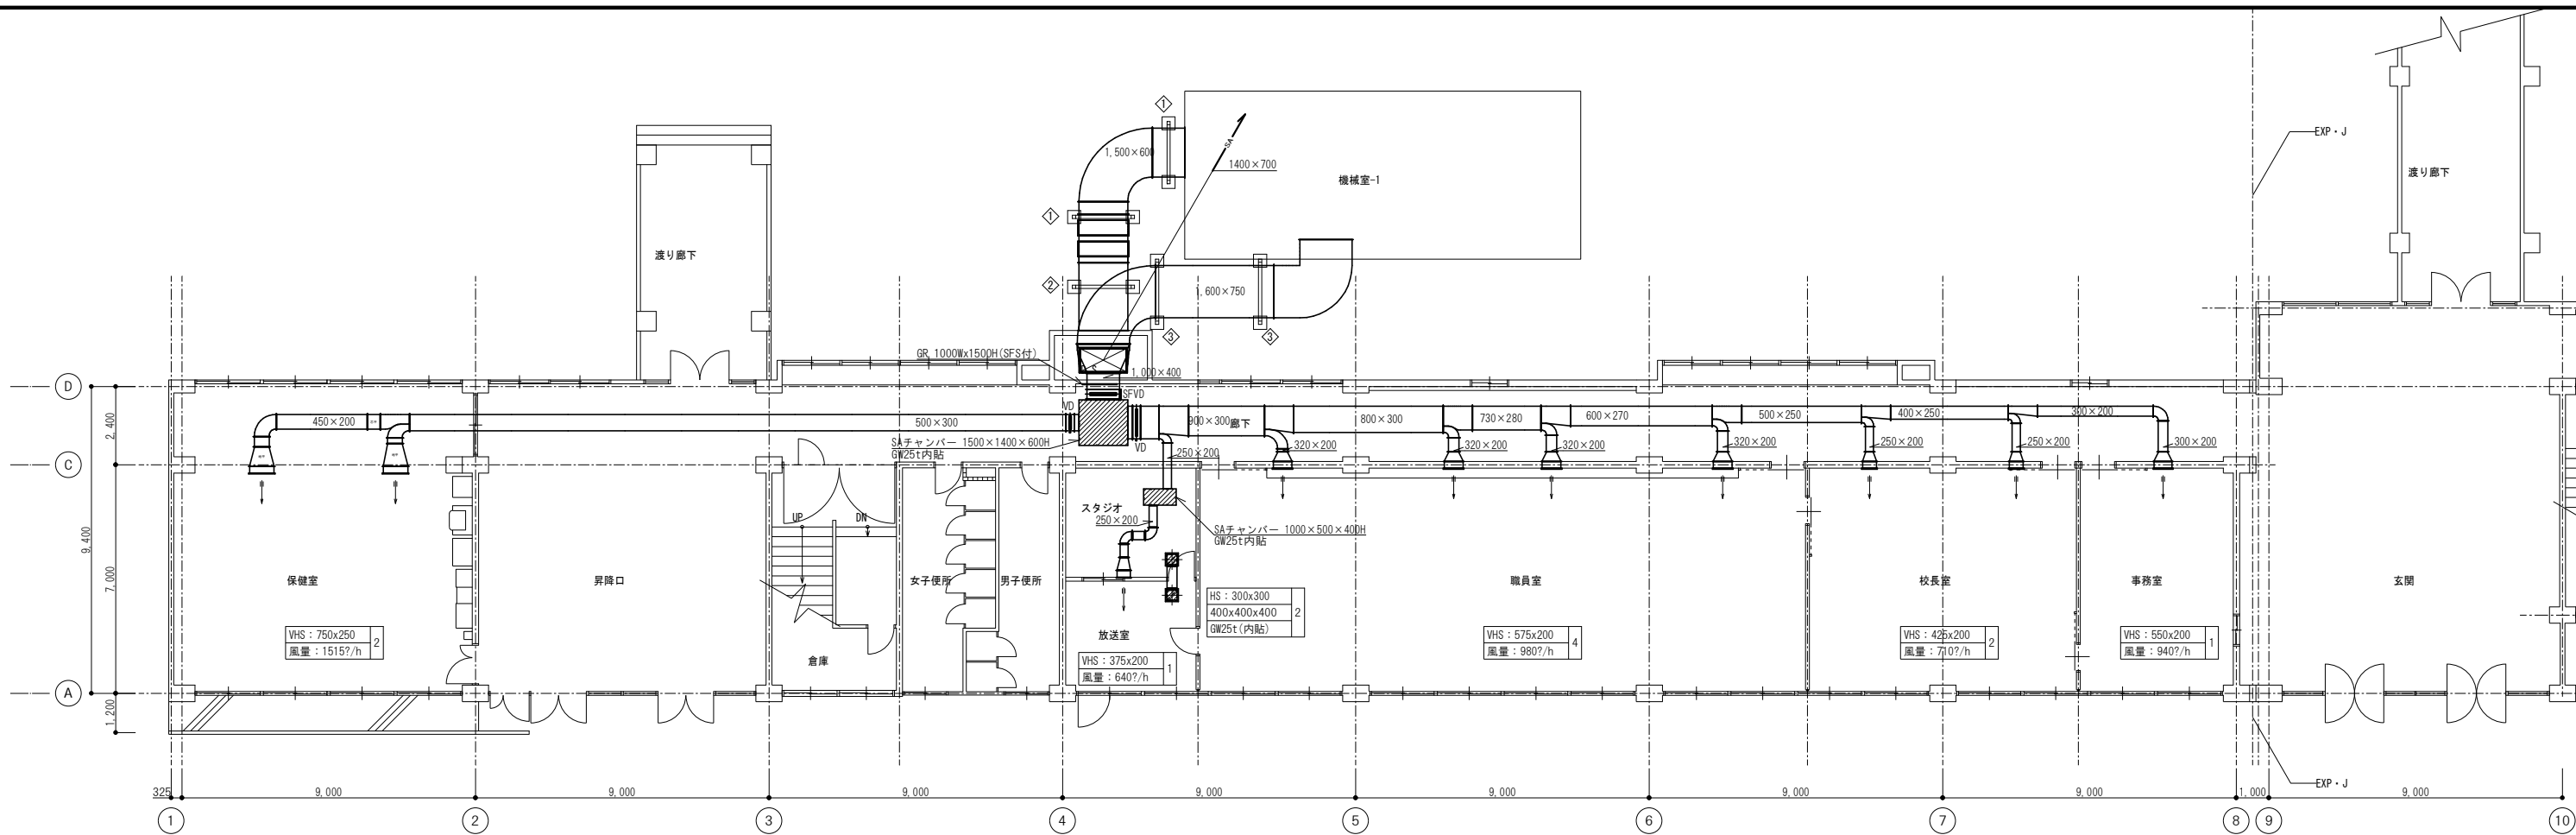 1
EXP・J
1,500×600
1400×700
SA
機械室-1
渡り廊下
1
渡り廊下
2
1,600×750
3
3
GR 1000Wx1500H(SFS付)
1,000×400
D
SFVD
VD
450×200
500×300
900×300
廊下
800×300
730×280
600×270
500×250
400×250
300×200
2,400
SAチャンバー 1500×1400×600H
GW25t内貼
VD
250×200
320×200
320×200
320×200
320×200
250×200
250×200
300×200
C
スタジオ
UP
DN
250×200
SAチャンバー 1000×500×400H
GW25t内貼
9,400
7,000
保健室
昇降口
女子便所
男子便所
職員室
校長室
事務室
玄関
HS：300x300
400x400x400
2
GW25t(内貼)
VHS：750x250
2
風量：1515?/h
放送室
VHS：575x200
4
風量：980?/h
VHS：425x200
2
風量：710?/h
VHS：550x200
1
風量：940?/h
倉庫
VHS：375x200
1
風量：640?/h
A
1,200
EXP・J
325
9,000
9,000
9,000
9,000
9,000
9,000
9,000
1,000
9,000
1
2
3
4
5
6
7
8
9
10